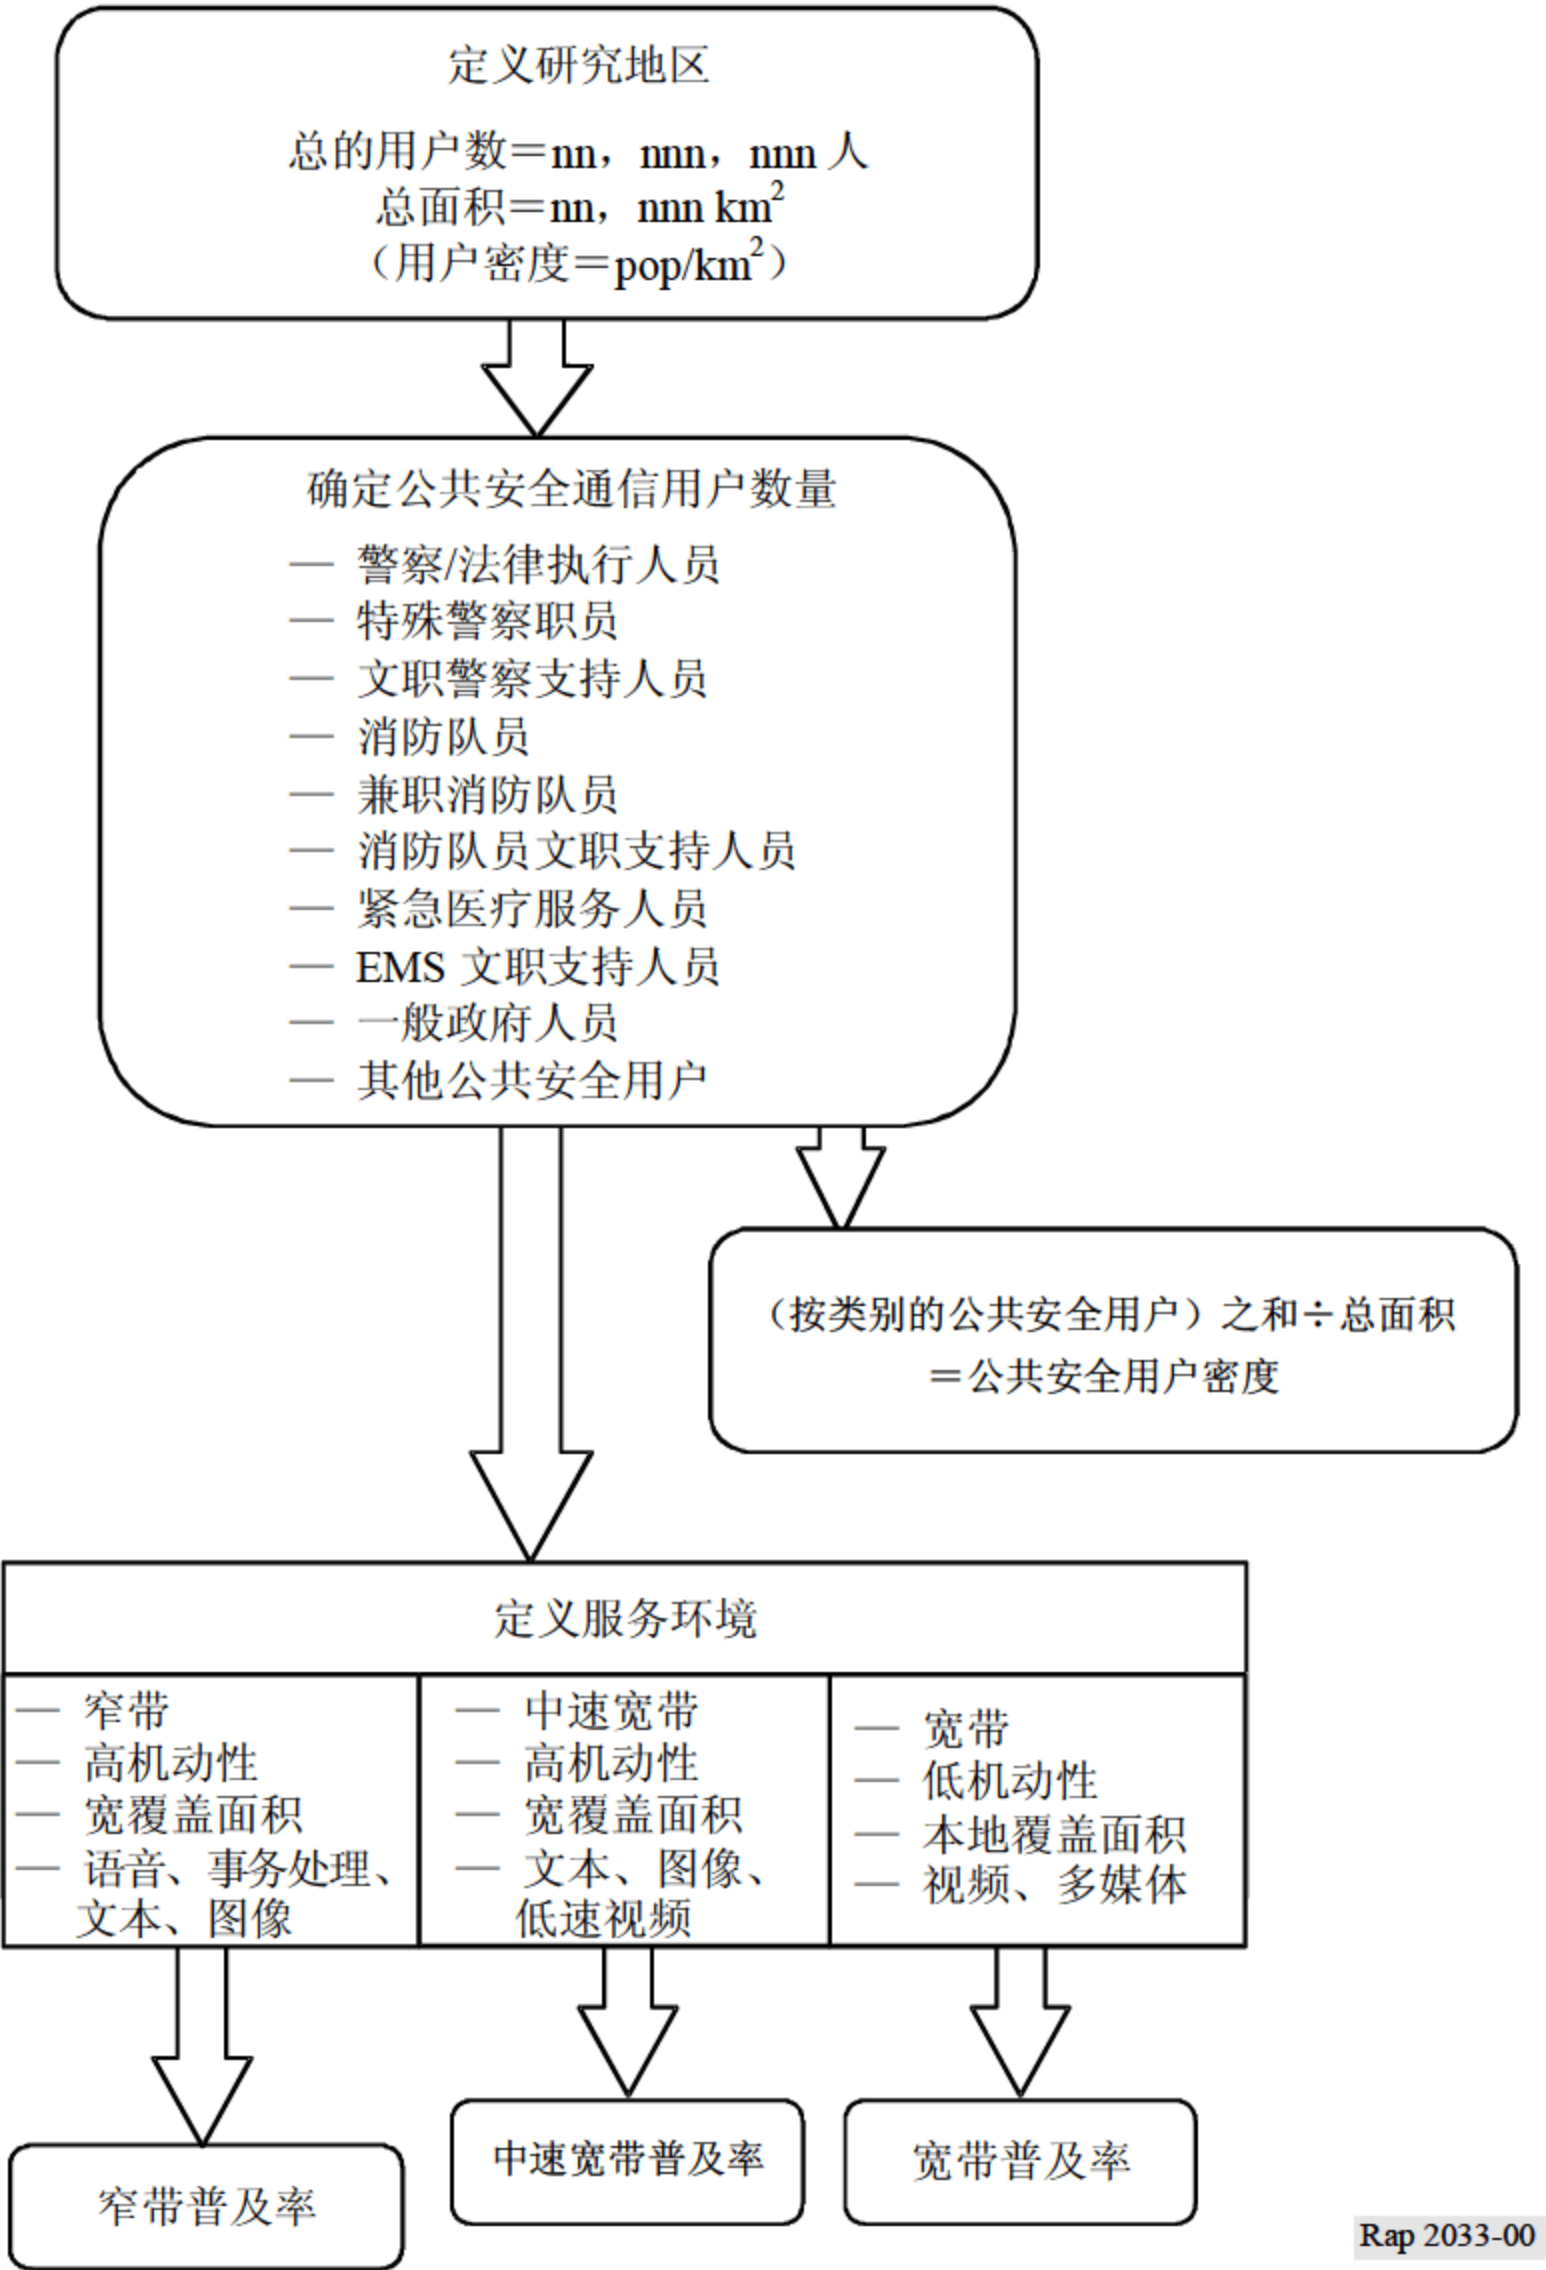 定义研究地区
总的用户数＝nn，nnn，nnn 人
总面积＝nn，nnn km²
（用户密度＝pop/km²）
确定公共安全通信用户数量
— 警察/法律执行人员
— 特殊警察职员
— 文职警察支持人员
— 消防队员
— 兼职消防队员
— 消防队员文职支持人员
— 紧急医疗服务人员
— EMS 文职支持人员
— 一般政府人员
— 其他公共安全用户
（按类别的公共安全用户）之和÷总面积
＝公共安全用户密度
定义服务环境
— 窄带
— 高机动性
— 宽覆盖面积
— 语音、事务处理、
文本、图像
— 中速宽带
— 高机动性
— 宽覆盖面积
— 文本、图像、
低速视频
— 宽带
— 低机动性
— 本地覆盖面积
— 视频、多媒体
窄带普及率
中速宽带普及率
宽带普及率
Rap 2033-00